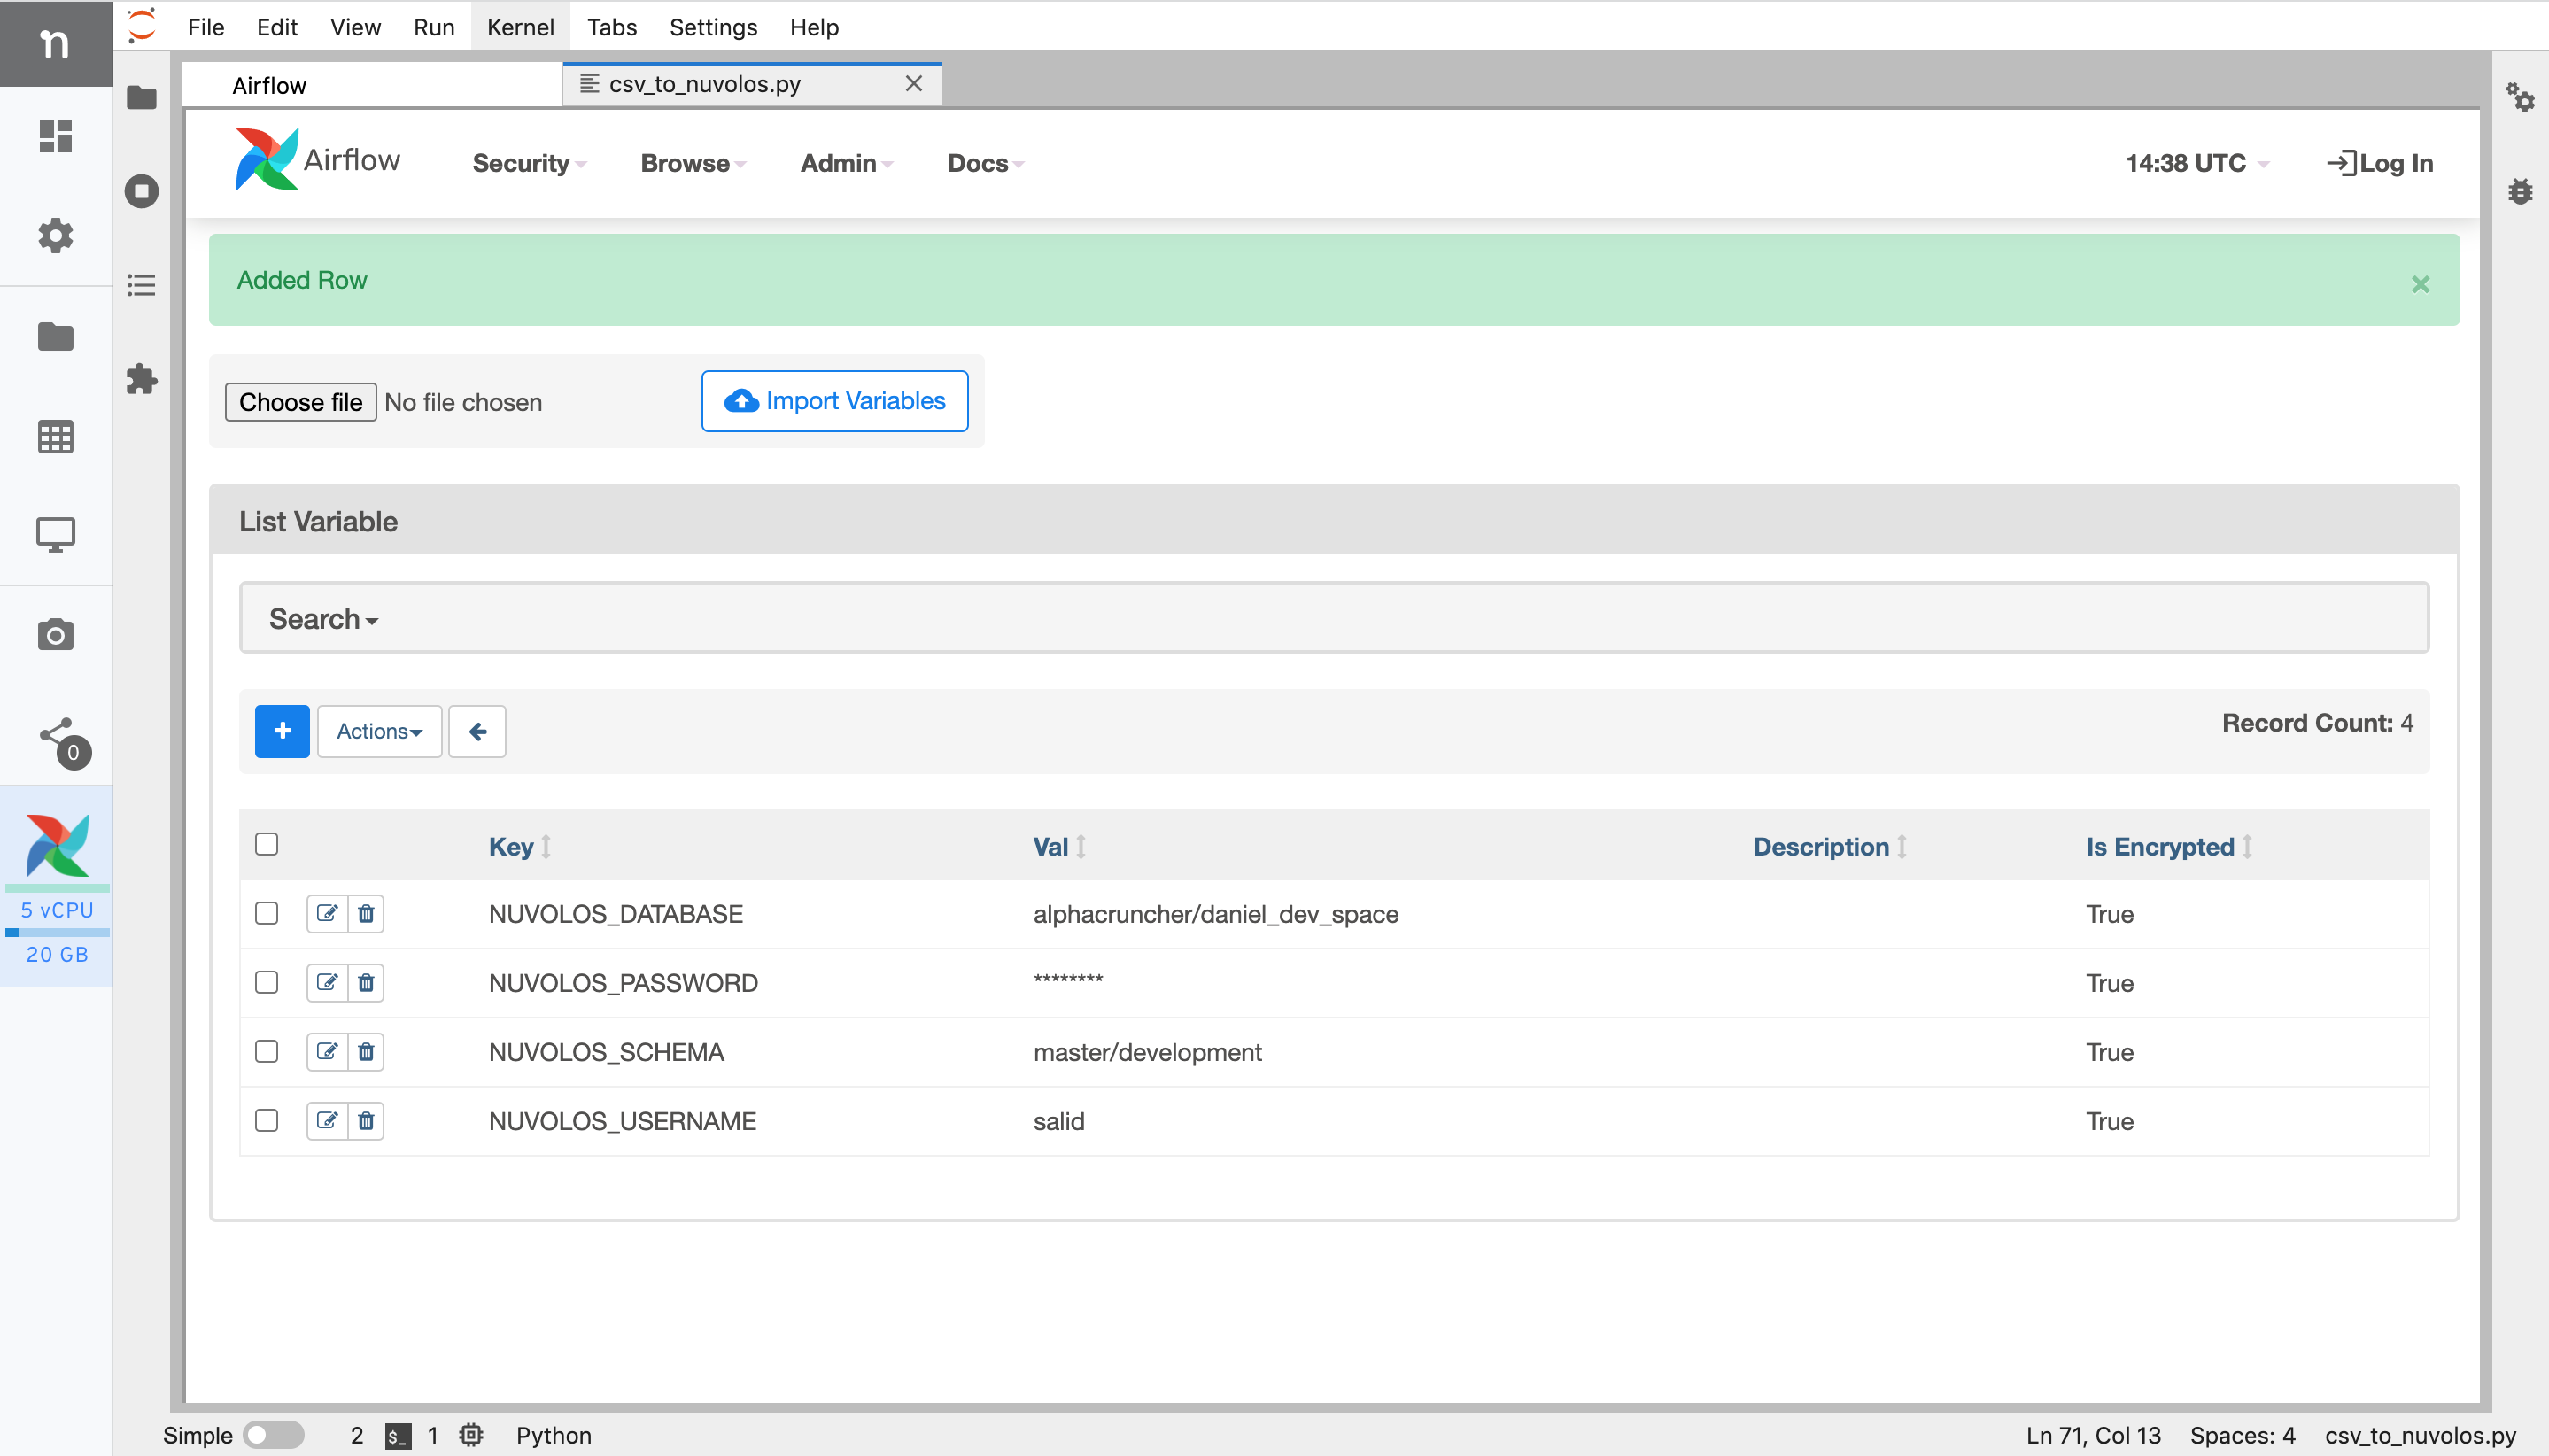 n
File Edit View Run Kernel Tabs Settings Help
Airflow
csv_to_nuvolos.py
Airflow Security Browse Admin Docs 14:38 UTC Log In
Added Row
Choose file No file chosen Import Variables
List Variable
Search
+ Actions Record Count: 4
Key Val Description Is Encrypted
NUVOLOS_DATABASE alphacruncher/daniel_dev_space True
NUVOLOS_PASSWORD ******** True
NUVOLOS_SCHEMA master/development True
NUVOLOS_USERNAME salid True
0
5 vCPU
20 GB
Simple 2 $_ 1 Python Ln 71, Col 13 Spaces: 4 csv_to_nuvolos.py